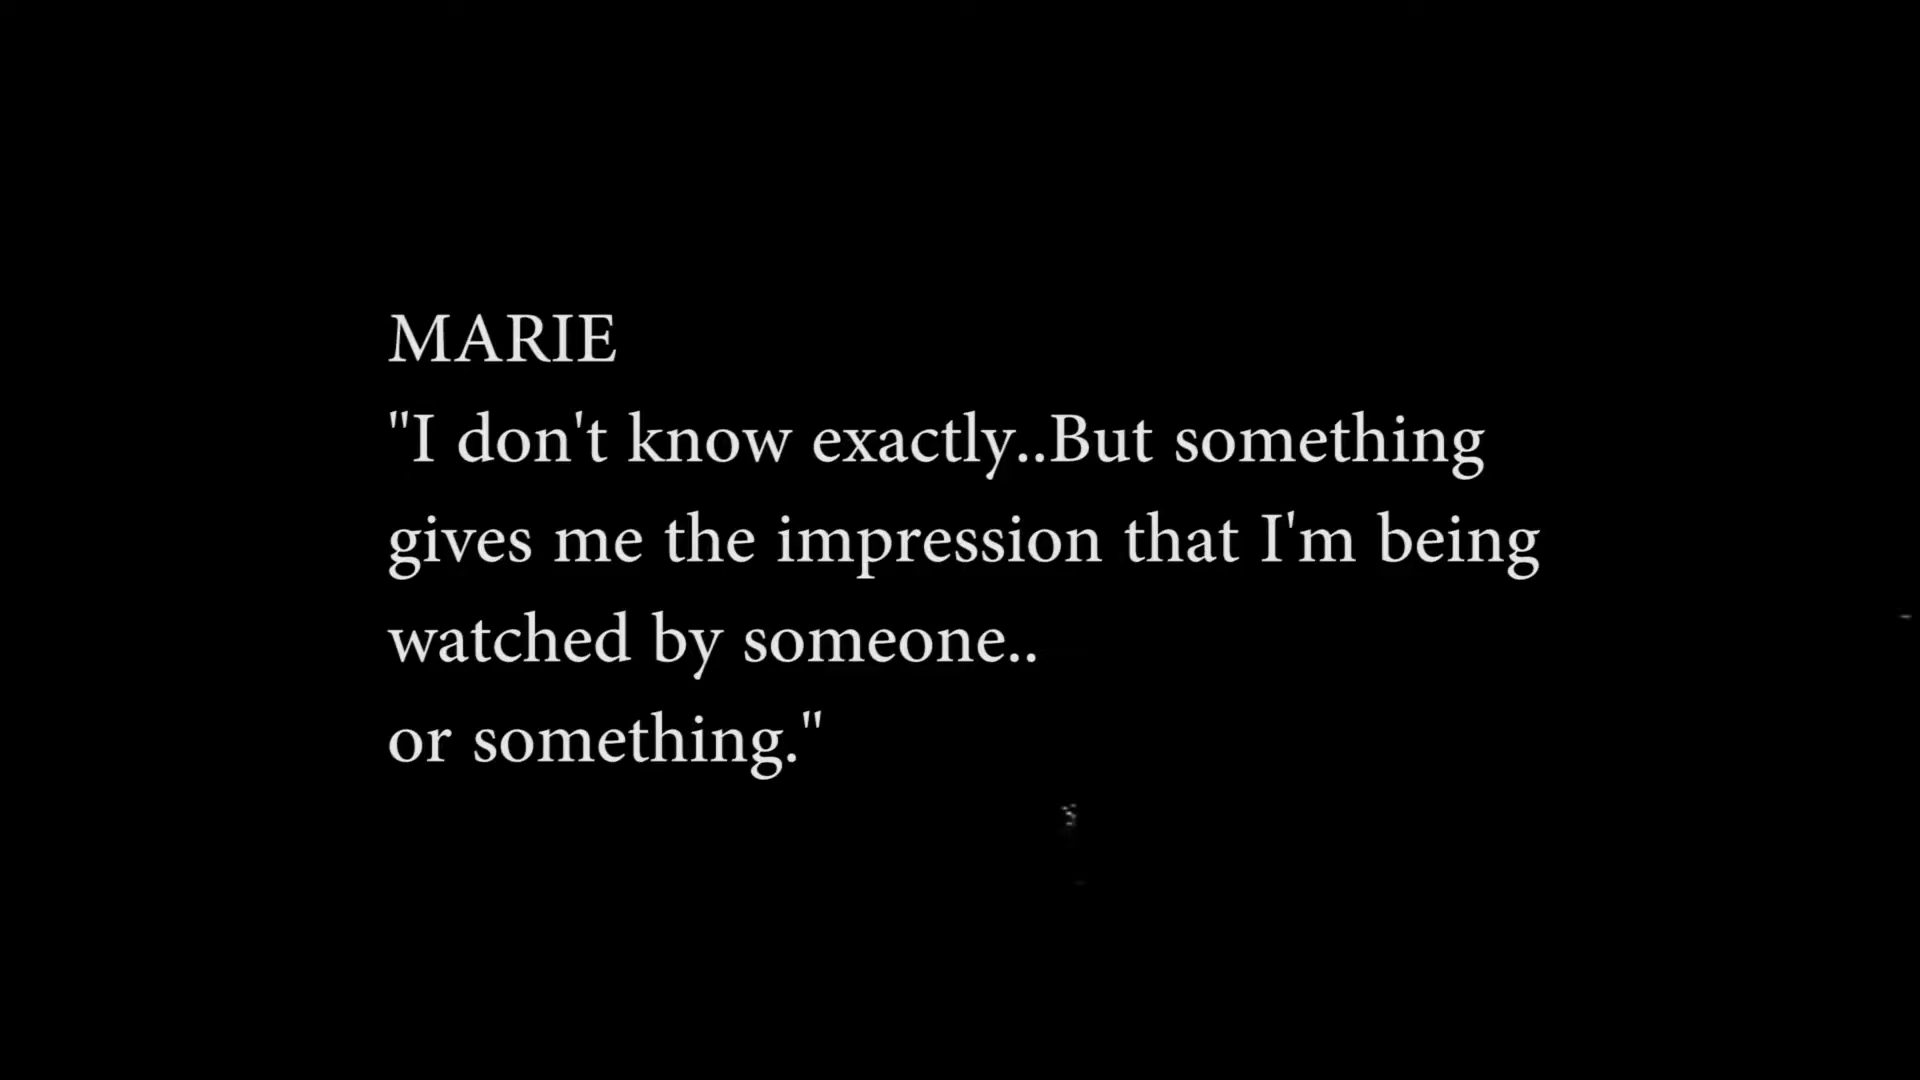 MARIE
"I don't know exactly..But something
gives me the impression that I'm being
watched by someone..
or something."